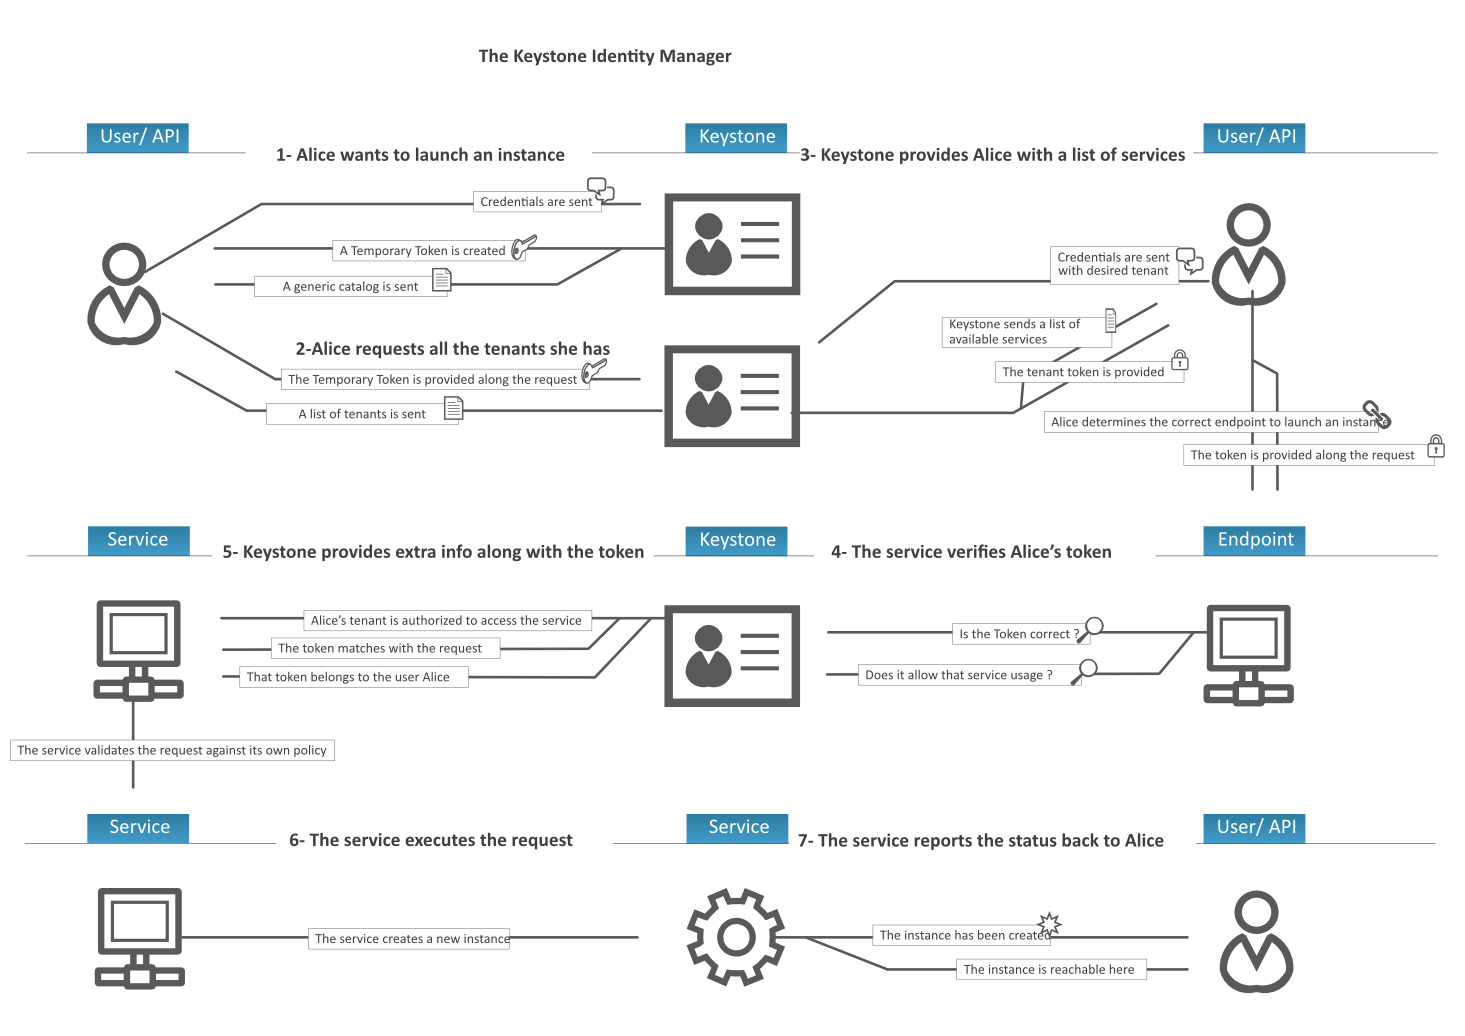 The Keystone Identity Manager
User/ API
Keystone
User/ API
1- Alice wants to launch an instance
3- Keystone provides Alice with a list of services
Credentials are sent
A Temporary Token is created
A generic catalog is sent
2-Alice requests all the tenants she has
The Temporary Token is provided along the request
A list of tenants is sent
Credentials are sent
with desired tenant
Keystone sends a list of
available services
The tenant token is provided
Alice determines the correct endpoint to launch an instance
The token is provided along the request
Service
Keystone
Endpoint
5- Keystone provides extra info along with the token
4- The service verifies Alice’s token
Alice’s tenant is authorized to access the service
The token matches with the request
That token belongs to the user Alice
Is the Token correct ?
Does it allow that service usage ?
The service validates the request against its own policy
Service
Service
User/ API
6- The service executes the request
7- The service reports the status back to Alice
The service creates a new instance
The instance has been created
The instance is reachable here